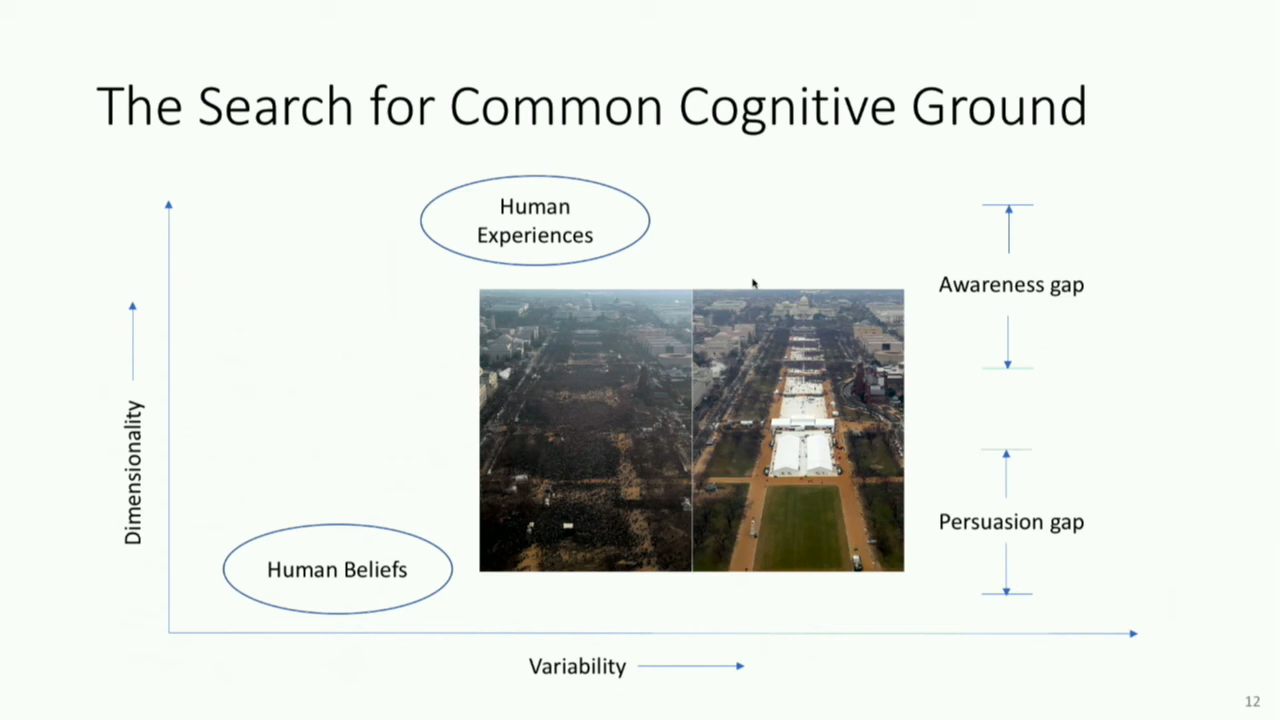 The Search for Common Cognitive Ground
Human
Experiences
Awareness gap
Dimensionality
Persuasion gap
Human Beliefs
Variability
12